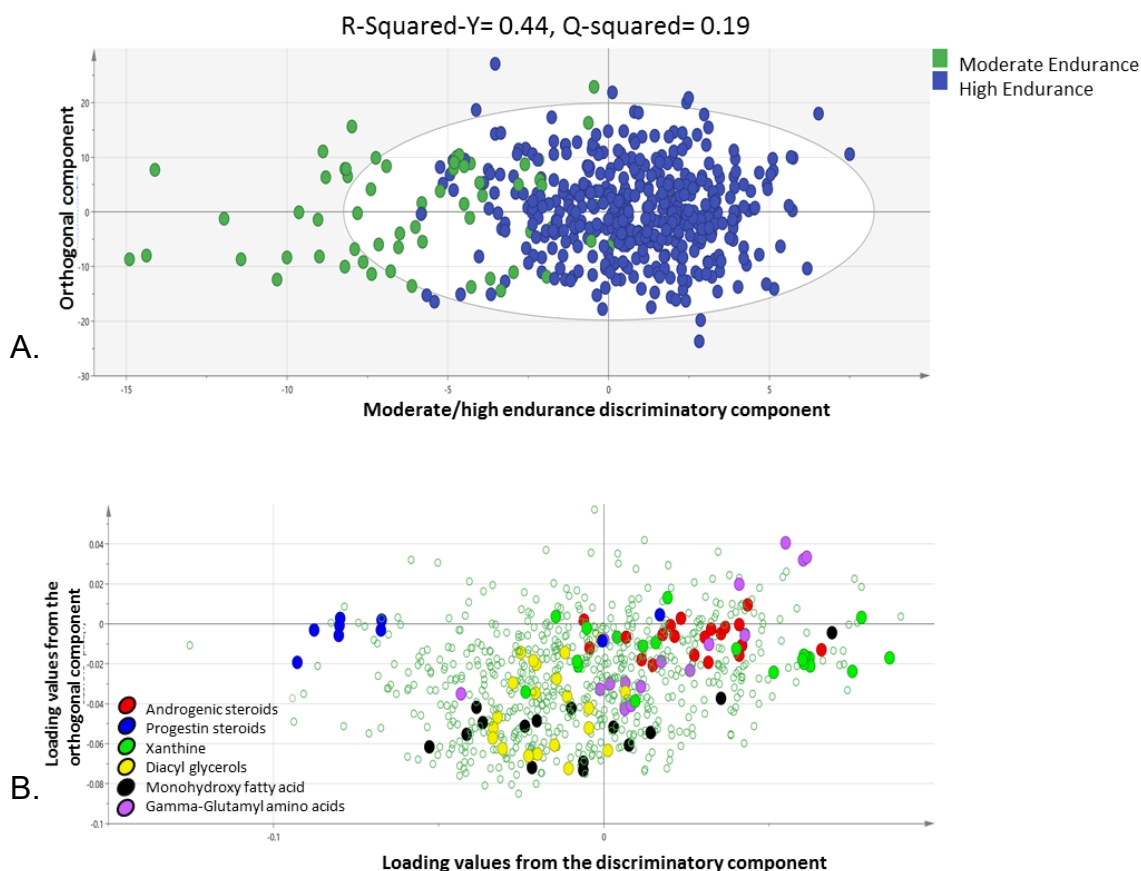 R-Squared-Y= 0.44, Q-squared= 0.19
Moderate Endurance
High Endurance
Orthogonal component
20
10
0
-10
-20
-30
-15
-10
-5
0
5
Moderate/high endurance discriminatory component
A.
Loading values from the
orthogonal component
0.04
0.02
0
-0.02
-0.04
-0.06
-0.08
-0.1
Androgenic steroids
Progestin steroids
Xanthine
Diacyl glycerols
Monohydroxy fatty acid
Gamma-Glutamyl amino acids
B.
-0.1
0
Loading values from the discriminatory component